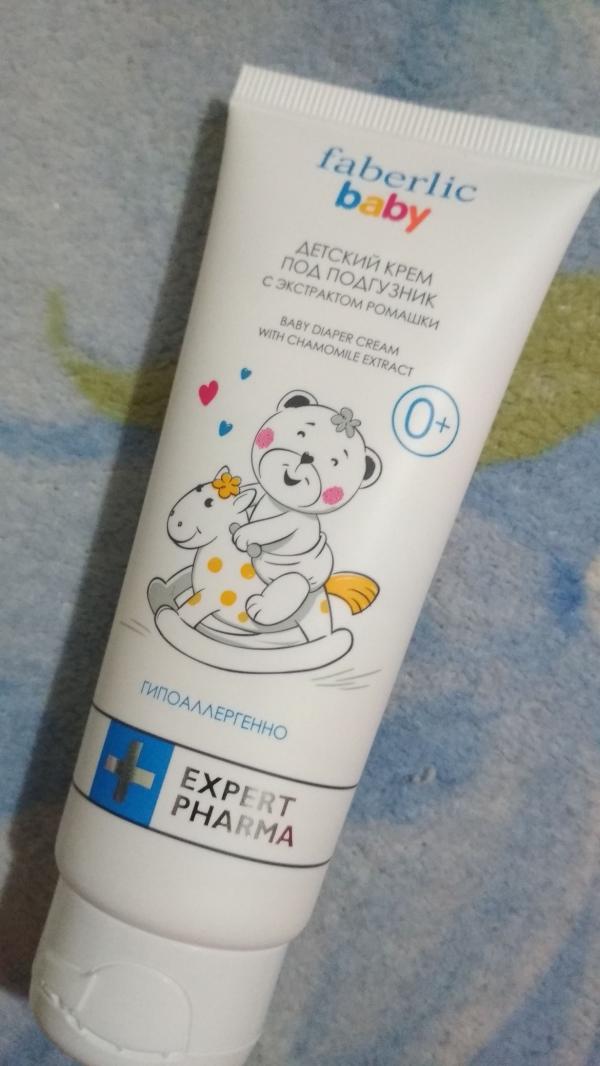 faberlic
baby
ДЕТСКИЙ КРЕМ
ПОД ПОДГУЗНИК
С ЭКСТРАКТОМ РОМАШКИ
BABY DIAPER CREAM
WITH CHAMOMILE EXTRACT
0+
ГИПОАЛЛЕРГЕННО
EXPERT
PHARMA